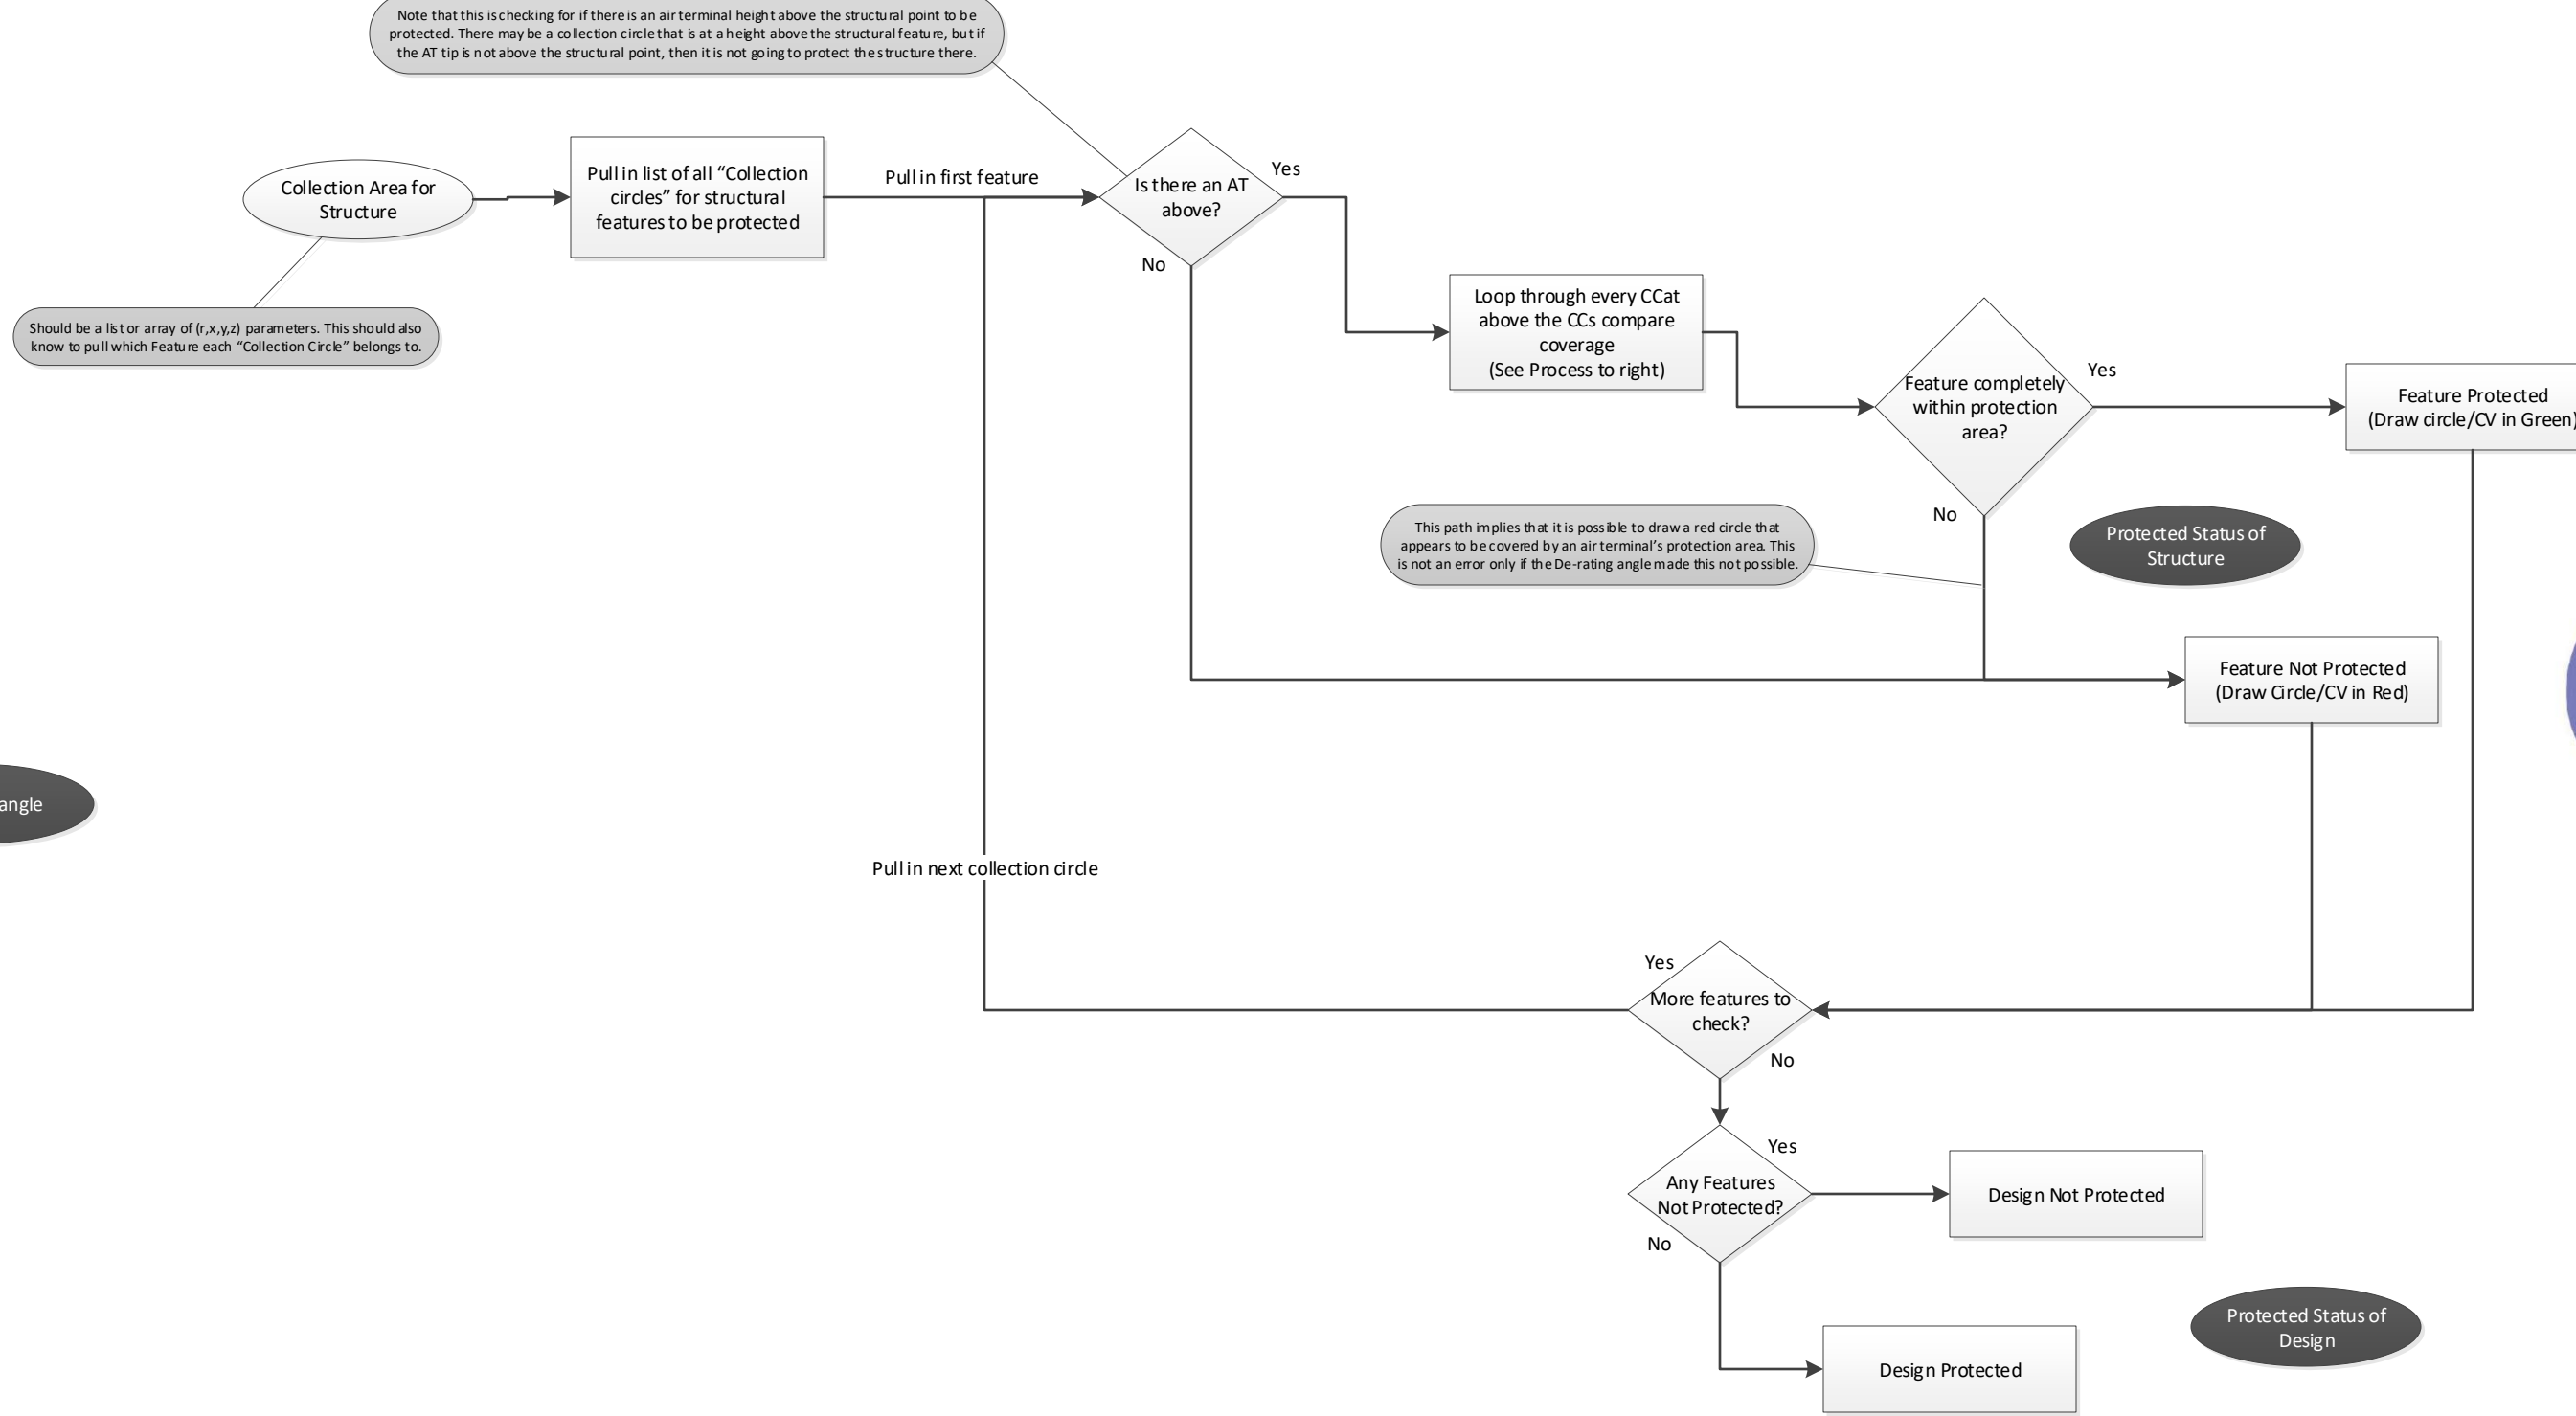 Note that this is checking for if there is an air terminal height above the structural point to be
protected. There may be a collection circle that is at a height above the structural feature, but if
the AT tip is not above the structural point, then it is not going to protect the structure there.
Collection Area for
Structure
Pull in list of all “Collection
circles” for structural
features to be protected
Pull in first feature
Is there an AT
above?
Yes
No
Should be a list or array of (r,x,y,z) parameters. This should also
know to pull which Feature each “Collection Circle” belongs to.
Loop through every CCat
above the CCs compare
coverage
(See Process to right)
Feature completely
within protection
area?
Yes
No
Feature Protected
(Draw circle/CV in Green)
This path implies that it is possible to draw a red circle that
appears to be covered by an air terminal’s protection area. This
is not an error only if the De-rating angle made this not possible.
Protected Status of
Structure
Feature Not Protected
(Draw Circle/CV in Red)
angle
Pull in next collection circle
Yes
More features to
check?
No
Any Features
Not Protected?
Yes
No
Design Not Protected
Protected Status of
Design
Design Protected